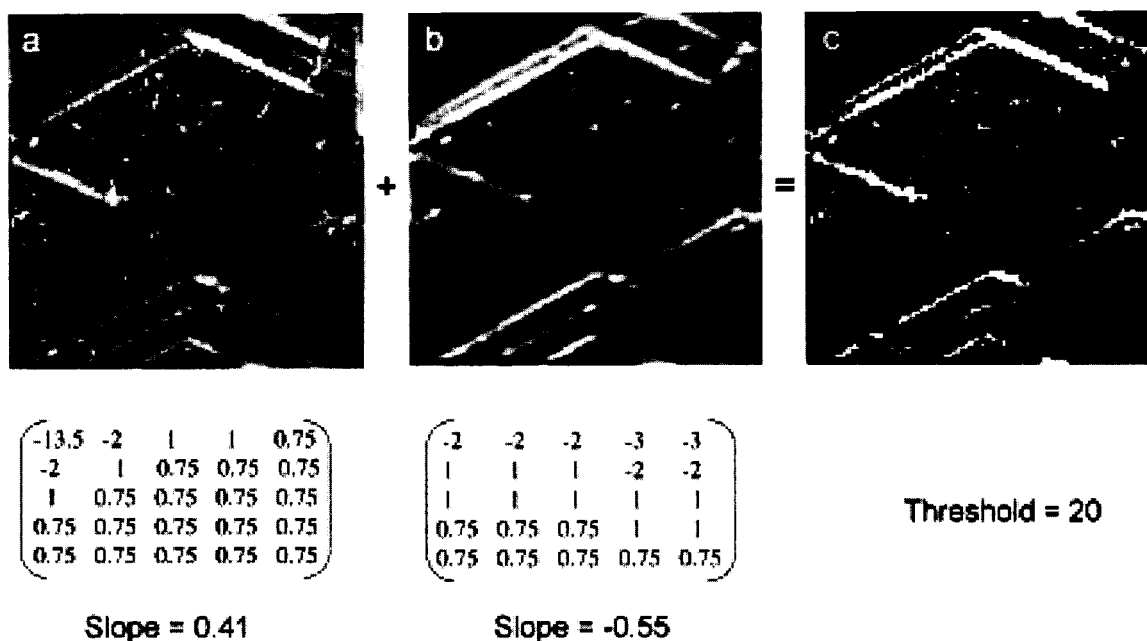 a b c
+ =
-13.5 -2 1 1 0.75
-2 1 0.75 0.75 0.75
1 0.75 0.75 0.75 0.75
0.75 0.75 0.75 0.75 0.75
0.75 0.75 0.75 0.75 0.75
Slope = 0.41
-2 -2 -2 -3 -3
1 1 1 -2 -2
1 1 1 1 1
0.75 0.75 0.75 1 1
0.75 0.75 0.75 0.75 0.75
Slope = -0.55
Threshold = 20